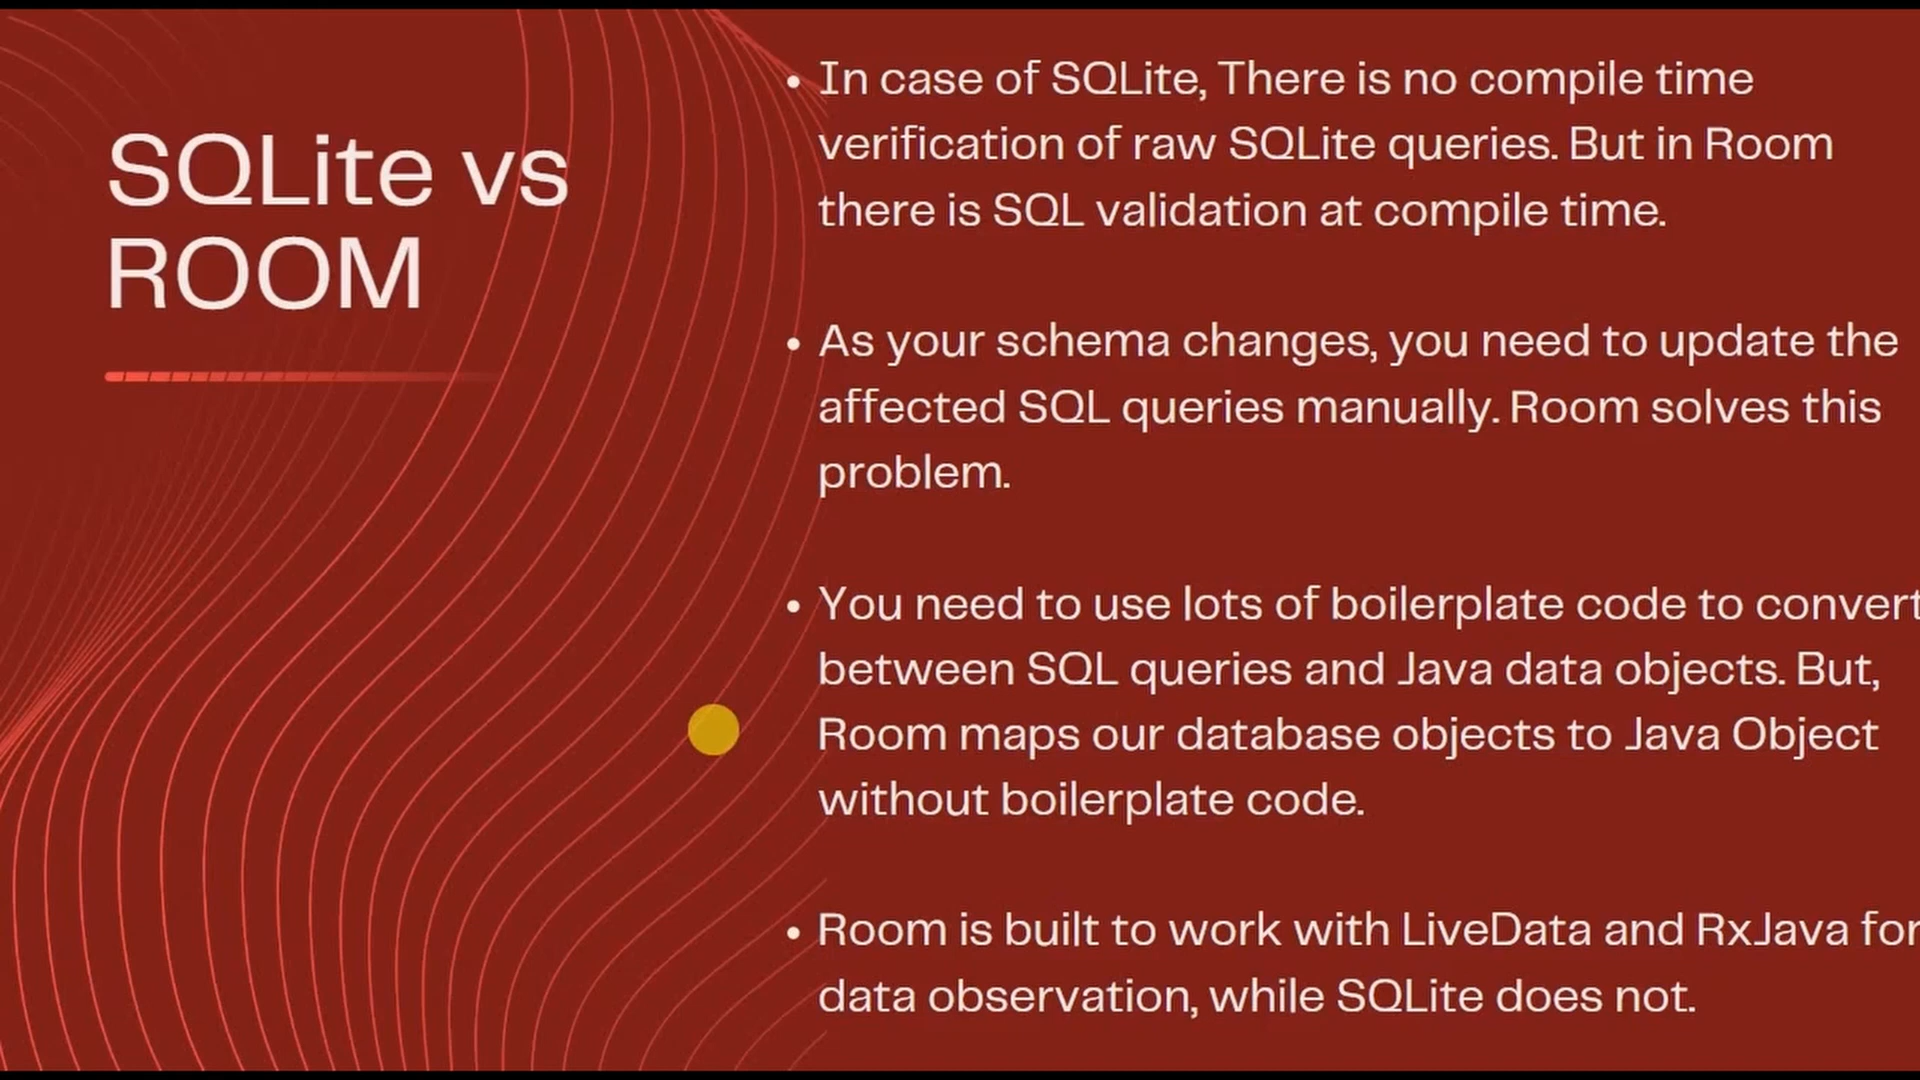 SQLite vs
ROOM
• In case of SQLite, There is no compile time
verification of raw SQLite queries. But in Room
there is SQL validation at compile time.
• As your schema changes, you need to update the
affected SQL queries manually. Room solves this
problem.
• You need to use lots of boilerplate code to convert
between SQL queries and Java data objects. But,
Room maps our database objects to Java Object
without boilerplate code.
• Room is built to work with LiveData and RxJava for
data observation, while SQLite does not.